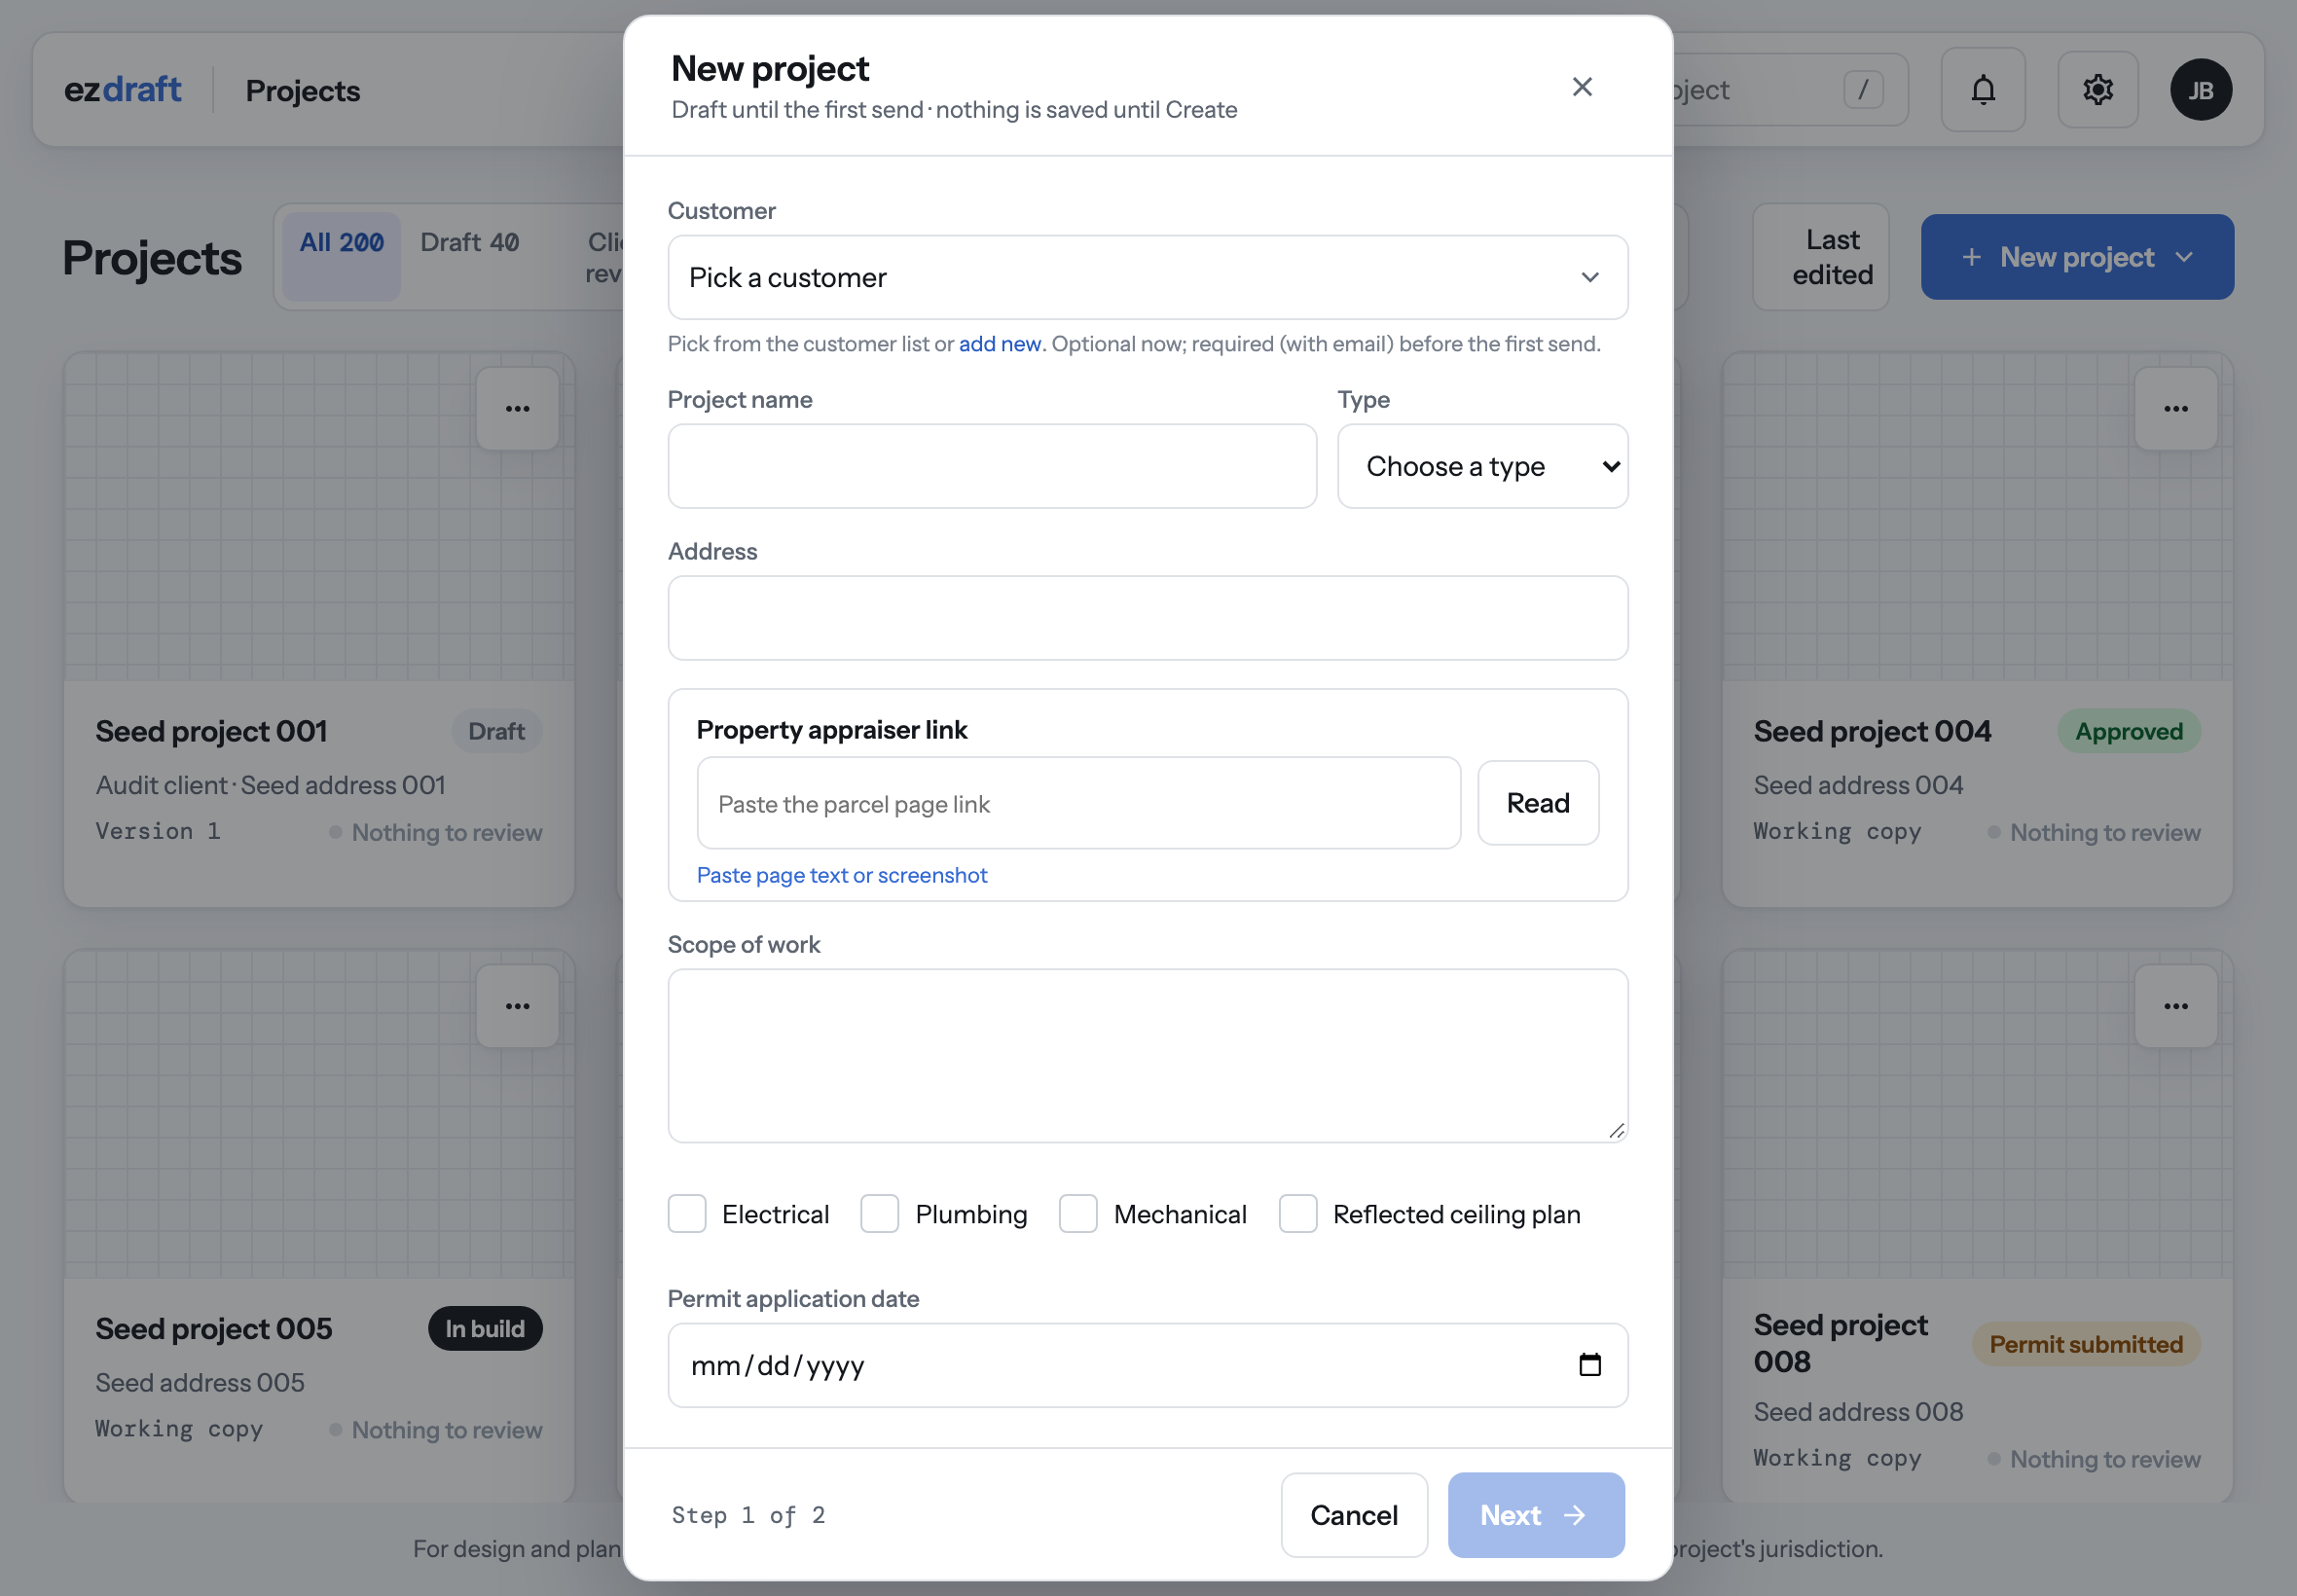 ezdraft
Projects
New project
Draft until the first send · nothing is saved until Create
/
JB
Projects
All 200
Draft 40
Last
edited
+ New project
Customer
Pick a customer
Pick from the customer list or add new. Optional now; required (with email) before the first send.
Project name
Type
Choose a type
Address
Property appraiser link
Paste the parcel page link
Read
Paste page text or screenshot
Scope of work
Electrical
Plumbing
Mechanical
Reflected ceiling plan
Permit application date
mm/dd/yyyy
Step 1 of 2
Cancel
Next →
Seed project 001
Draft
Audit client · Seed address 001
Version 1
Nothing to review
Seed project 004
Approved
Seed address 004
Working copy
Nothing to review
Seed project 005
In build
Seed address 005
Working copy
Nothing to review
Seed project
008
Permit submitted
Seed address 008
Working copy
Nothing to review
For design and plan
project's jurisdiction.